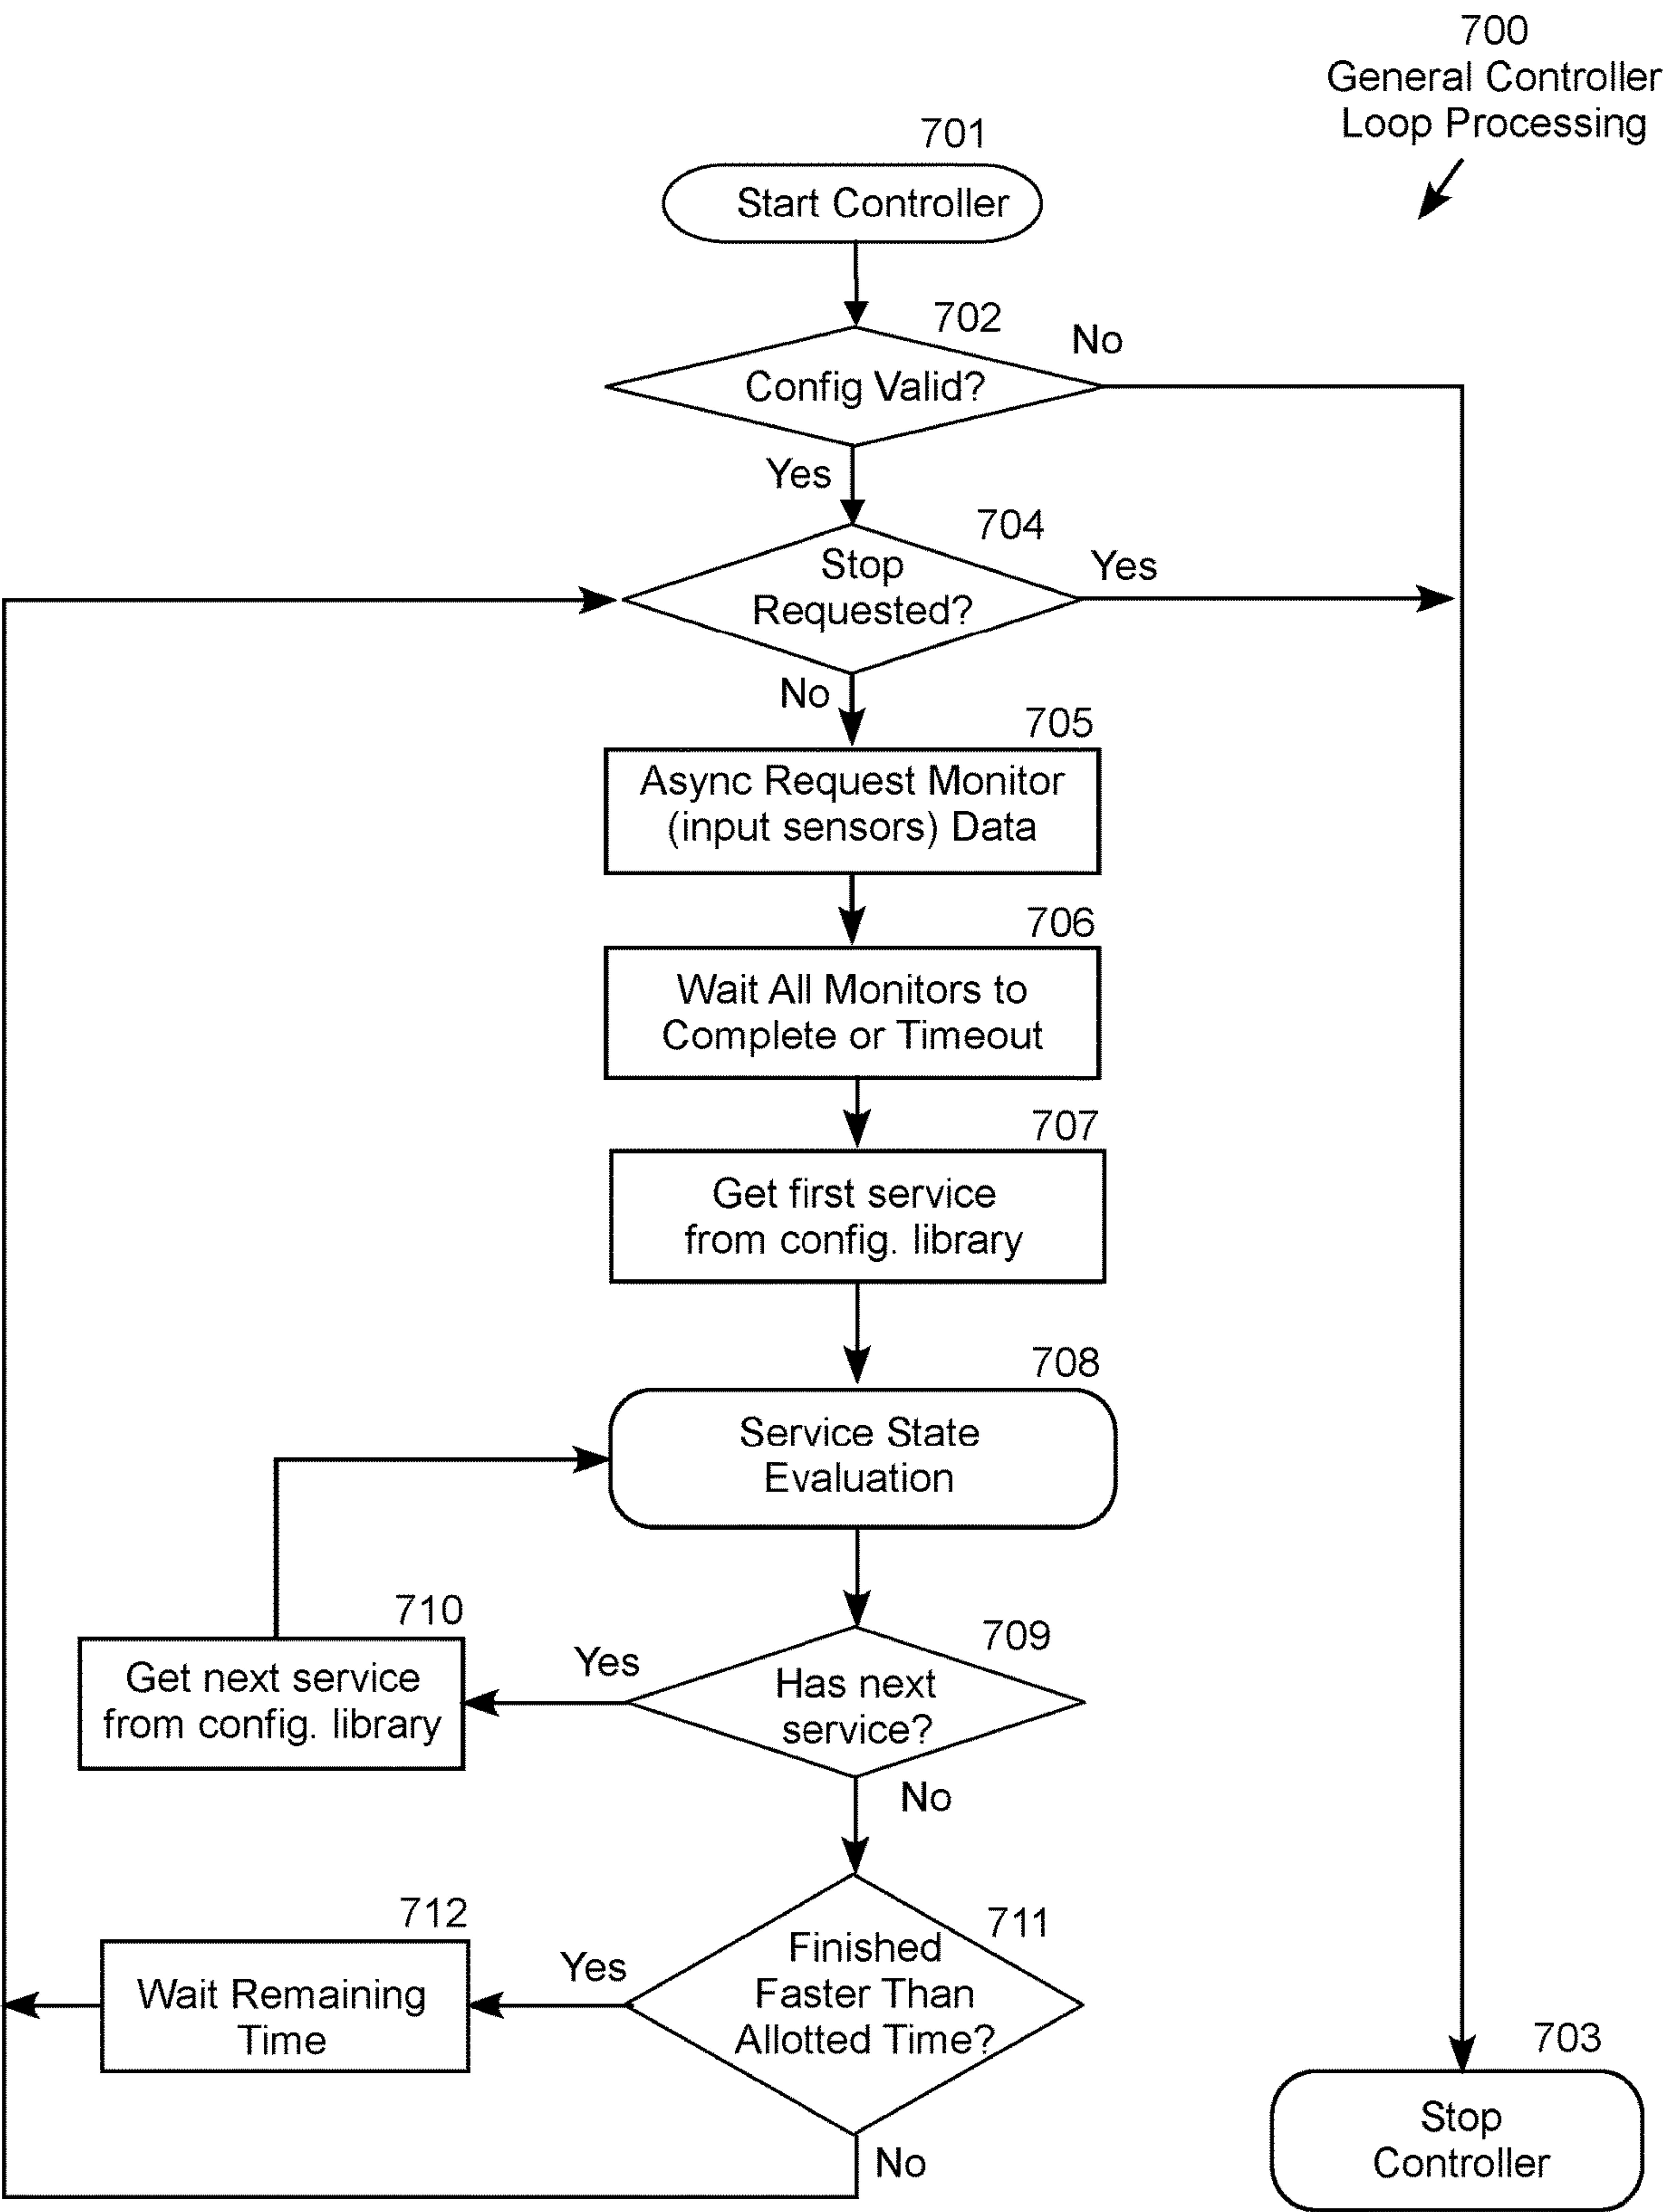 700
General Controller
Loop Processing
701
Start Controller
702
No
Config Valid?
Yes
704
Stop
Requested?
Yes
No
705
Async Request Monitor
(input sensors) Data
706
Wait All Monitors to
Complete or Timeout
707
Get first service
from config. library
708
Service State
Evaluation
710
Get next service
from config. library
Yes
709
Has next
service?
No
712
Wait Remaining
Time
Yes
711
Finished
Faster Than
Allotted Time?
No
703
Stop
Controller